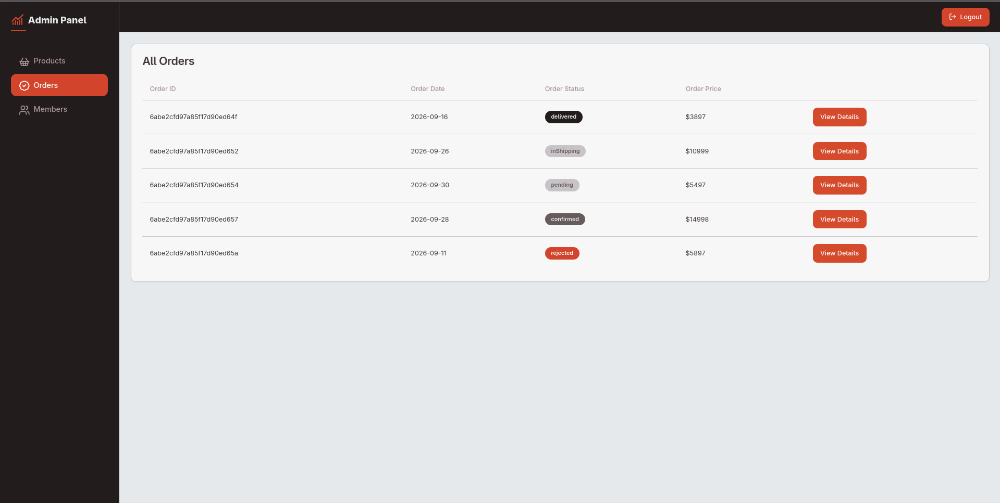 Admin Panel
Logout
Products
Orders
Members
All Orders
Order ID Order Date Order Status Order Price
6abe2cfd97a85f17d90ed64f 2026-09-16 delivered $3897 View Details
6abe2cfd97a85f17d90ed652 2026-09-26 inShipping $10999 View Details
6abe2cfd97a85f17d90ed654 2026-09-30 pending $5497 View Details
6abe2cfd97a85f17d90ed657 2026-09-28 confirmed $14998 View Details
6abe2cfd97a85f17d90ed65a 2026-09-11 rejected $5897 View Details